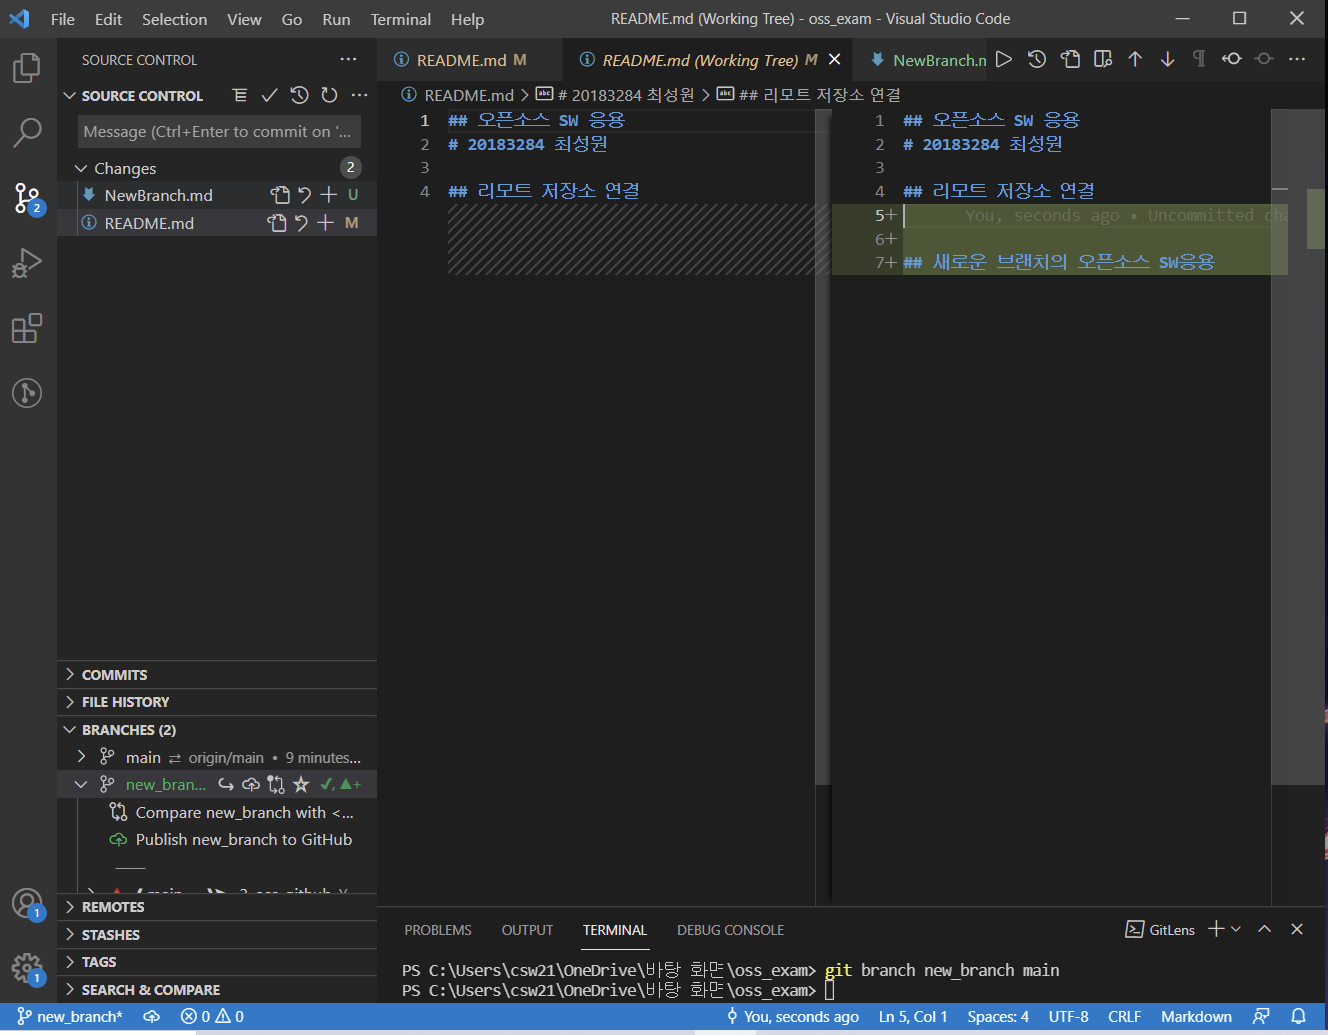 File Edit Selection View Go Run Terminal Help
README.md (Working Tree) - oss_exam - Visual Studio Code
SOURCE CONTROL
SOURCE CONTROL
Message (Ctrl+Enter to commit on '...
Changes 2
NewBranch.md U
README.md M
2
COMMITS
FILE HISTORY
BRANCHES (2)
main ⇄ origin/main • 9 minutes...
new_bran...
Compare new_branch with <...
Publish new_branch to GitHub
REMOTES
STASHES
TAGS
SEARCH & COMPARE
1
1
README.md M
README.md (Working Tree) M
NewBranch.m
README.md > # 20183284 최성원 > ## 리모트 저장소 연결
1 ## 오픈소스 SW 응용
2 # 20183284 최성원
3
4 ## 리모트 저장소 연결
1 ## 오픈소스 SW 응용
2 # 20183284 최성원
3
4 ## 리모트 저장소 연결
5+ You, seconds ago • Uncommitted cha
6+
7+ ## 새로운 브랜치의 오픈소스 SW응용
PROBLEMS OUTPUT TERMINAL DEBUG CONSOLE
GitLens
PS C:\Users\csw21\OneDrive\바탕 화면\oss_exam> git branch new_branch main
PS C:\Users\csw21\OneDrive\바탕 화면\oss_exam>
new_branch* 0 0 You, seconds ago Ln 5, Col 1 Spaces: 4 UTF-8 CRLF Markdown